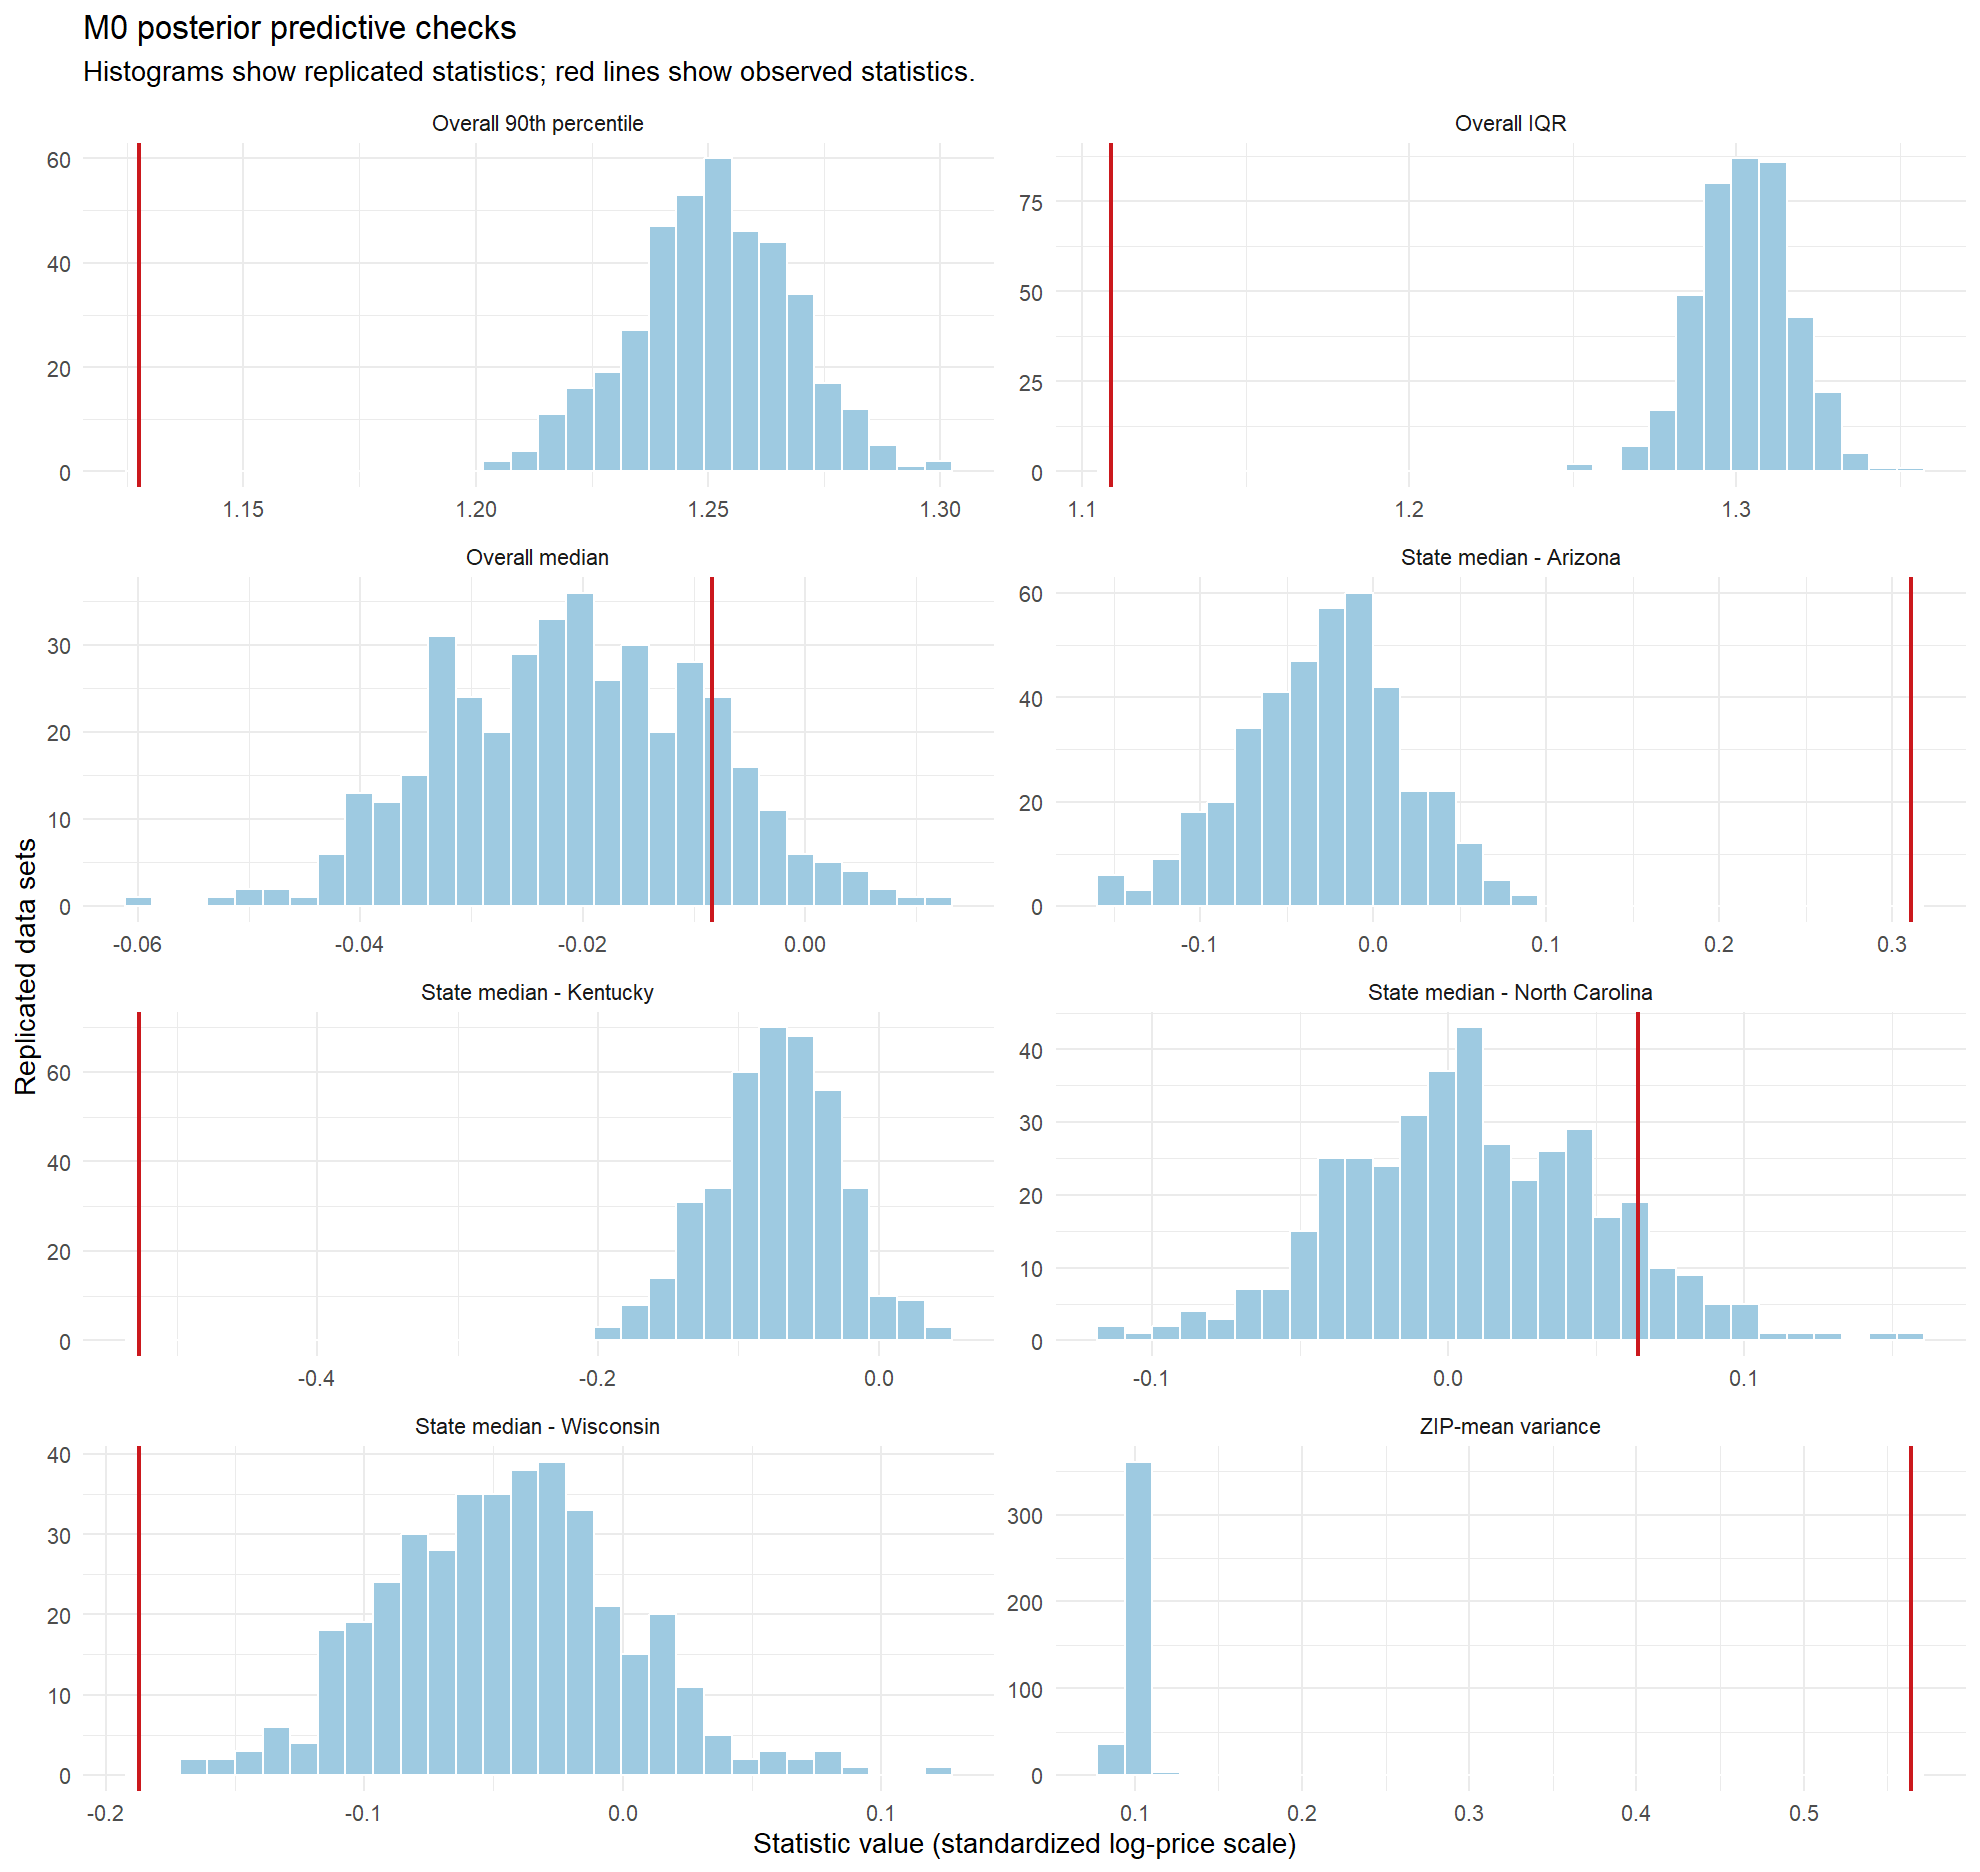 M0 posterior predictive checks
Histograms show replicated statistics; red lines show observed statistics.
Overall 90th percentile
60
40
20
0
1.15 1.20 1.25 1.30
Overall IQR
75
50
25
0
1.1 1.2 1.3
Overall median
30
20
10
0
-0.06 -0.04 -0.02 0.00
State median - Arizona
60
40
20
0
-0.1 0.0 0.1 0.2 0.3
State median - Kentucky
60
40
20
0
-0.4 -0.2 0.0
State median - North Carolina
40
30
20
10
0
-0.1 0.0 0.1
State median - Wisconsin
40
30
20
10
0
-0.2 -0.1 0.0 0.1
ZIP-mean variance
300
200
100
0
0.1 0.2 0.3 0.4 0.5
Replicated data sets
Statistic value (standardized log-price scale)